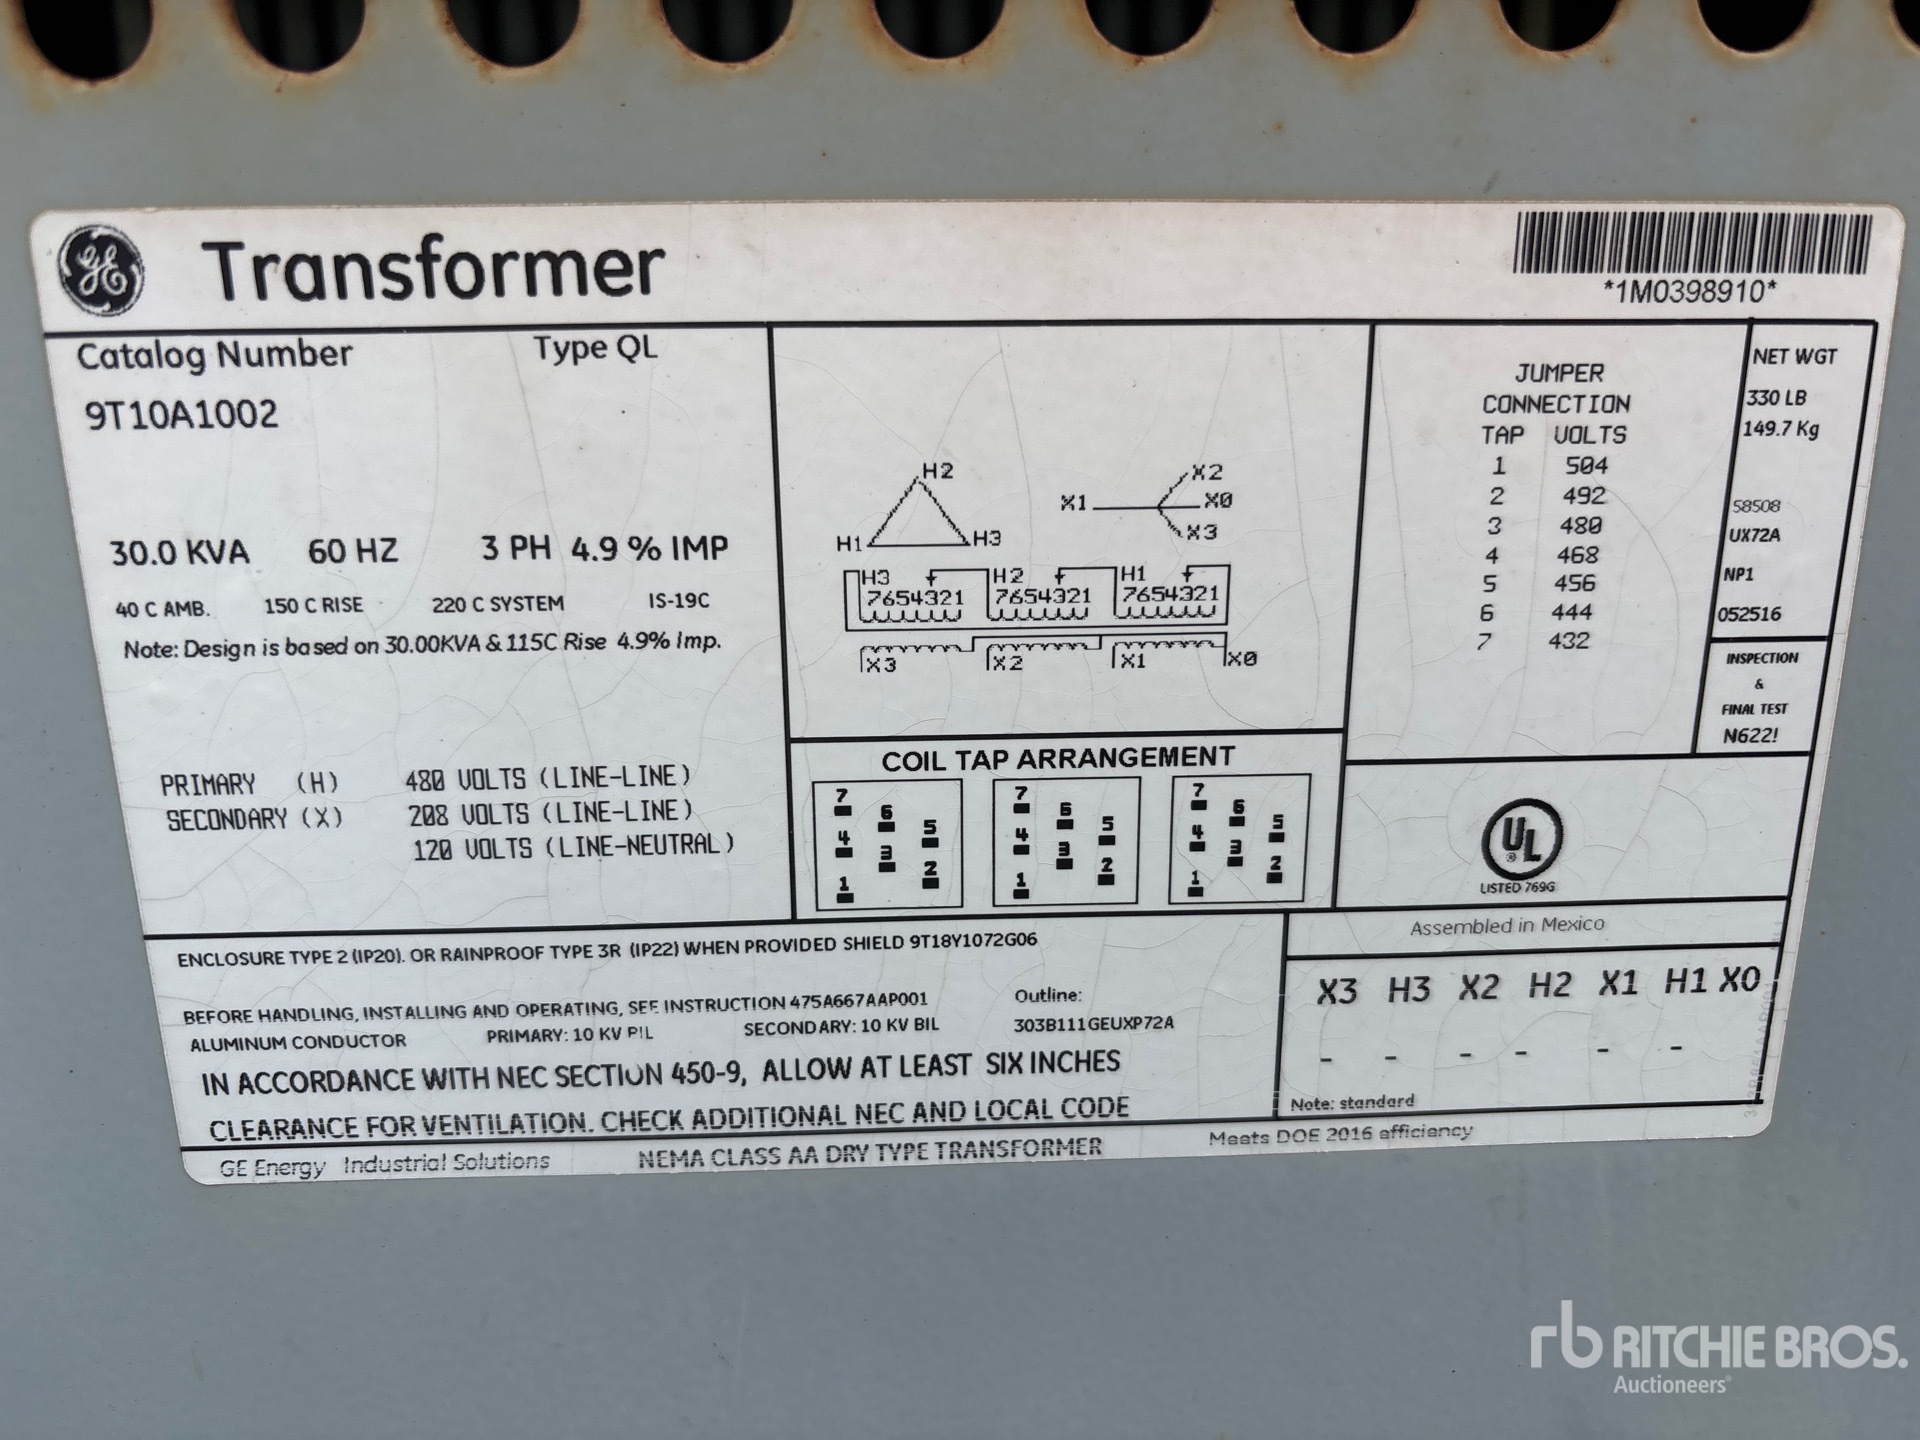 GE Transformer
*1M0398910*
Catalog Number Type QL
9T10A1002
30.0 KVA 60 HZ 3 PH 4.9 % IMP
40 C AMB. 150 C RISE 220 C SYSTEM IS-19C
Note: Design is based on 30.00KVA & 115C Rise 4.9% Imp.
PRIMARY (H) 480 VOLTS (LINE-LINE)
SECONDARY (X) 208 VOLTS (LINE-LINE)
120 VOLTS (LINE-NEUTRAL)
H2
H1 H3
X2
X1 X0
X3
H3 H2 H1
7654321 7654321 7654321
X3 X2 X1 X0
COIL TAP ARRANGEMENT
7 6 5 4 3 2 1
7 6 5 4 3 2 1
7 6 5 4 3 2 1
JUMPER
CONNECTION
TAP VOLTS
1 504
2 492
3 480
4 468
5 456
6 444
7 432
NET WGT
330 LB
149.7 Kg
58508
UX72A
NP1
052516
INSPECTION
&
FINAL TEST
N622!
UL
®
LISTED 769G
Assembled in Mexico
X3 H3 X2 H2 X1 H1 X0
- - - - - -
Note: standard
ENCLOSURE TYPE 2 (IP20). OR RAINPROOF TYPE 3R (IP22) WHEN PROVIDED SHIELD 9T18Y1072G06
BEFORE HANDLING, INSTALLING AND OPERATING, SEE INSTRUCTION 475A667AAP001 Outline:
ALUMINUM CONDUCTOR PRIMARY: 10 KV BIL SECONDARY: 10 KV BIL 303B111GEUXP72A
IN ACCORDANCE WITH NEC SECTION 450-9, ALLOW AT LEAST SIX INCHES
CLEARANCE FOR VENTILATION. CHECK ADDITIONAL NEC AND LOCAL CODE
GE Energy Industrial Solutions NEMA CLASS AA DRY TYPE TRANSFORMER Meets DOE 2016 efficiency
rb RITCHIE BROS.
Auctioneers®